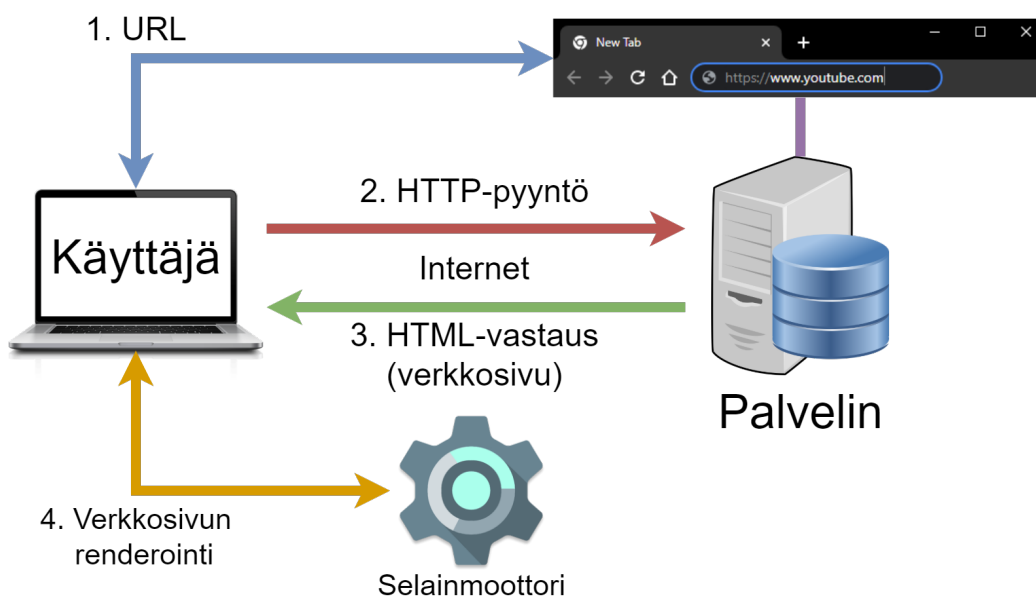 1. URL
New Tab
https://www.youtube.com
2. HTTP-pyyntö
Käyttäjä
Internet
3. HTML-vastaus
(verkkosivu)
Palvelin
4. Verkkosivun
renderointi
Selainmoottori